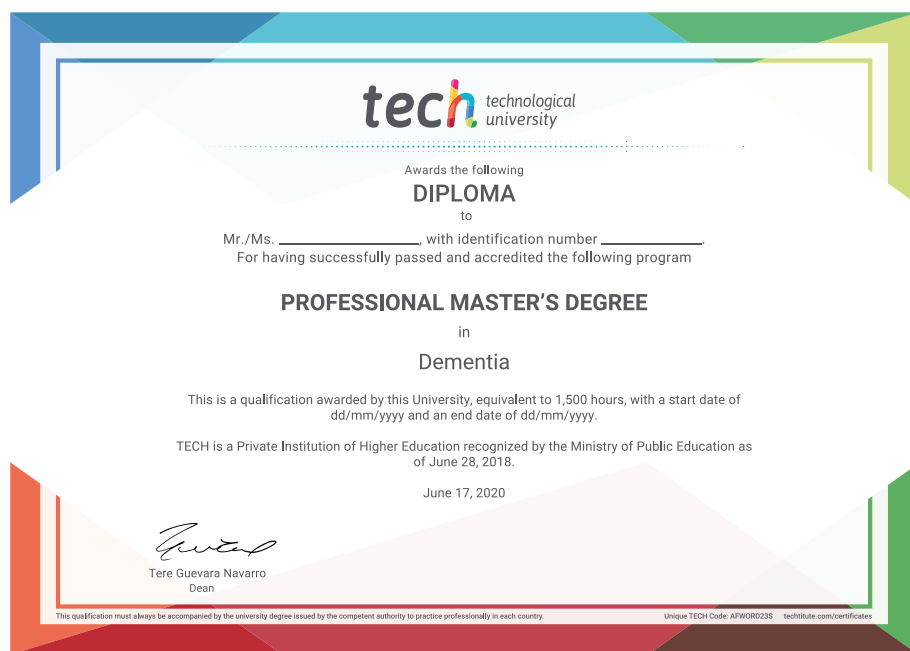 tech technological
university
Awards the following
DIPLOMA
to
Mr./Ms. ____________________, with identification number ______________.
For having successfully passed and accredited the following program
PROFESSIONAL MASTER'S DEGREE
in
Dementia
This is a qualification awarded by this University, equivalent to 1,500 hours, with a start date of
dd/mm/yyyy and an end date of dd/mm/yyyy.
TECH is a Private Institution of Higher Education recognized by the Ministry of Public Education as
of June 28, 2018.
June 17, 2020
Tere Guevara Navarro
Dean
This qualification must always be accompanied by the university degree issued by the competent authority to practice professionally in each country.
Unique TECH Code: AFWORD23S techtitute.com/certificates